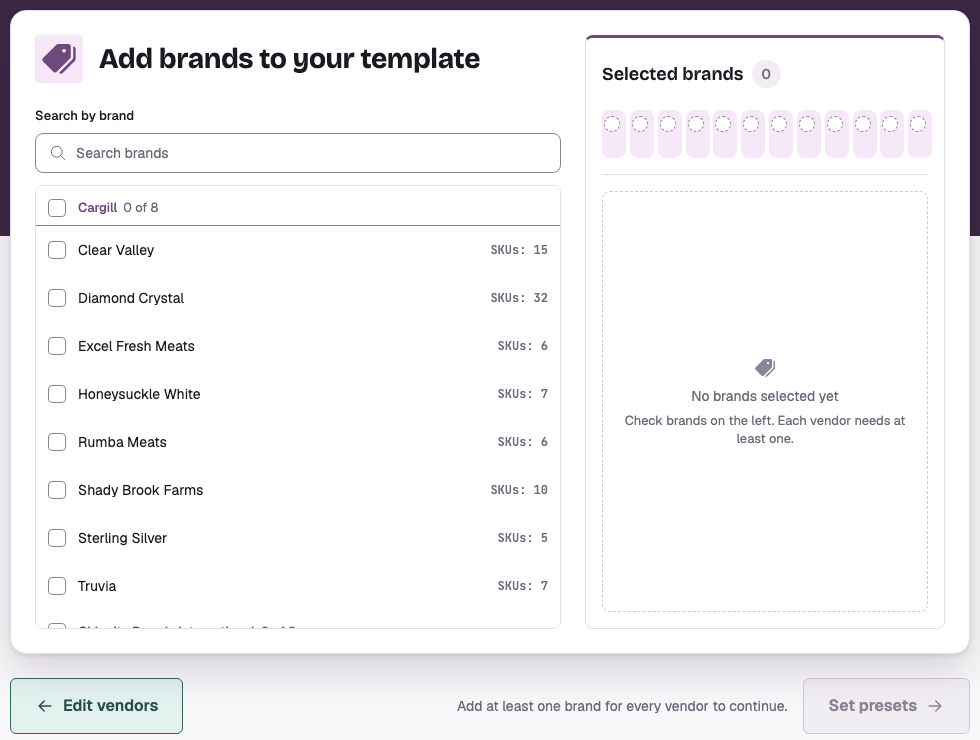 Add brands to your template
Search by brand
Search brands
Cargill 0 of 8
Clear Valley SKUs: 15
Diamond Crystal SKUs: 32
Excel Fresh Meats SKUs: 6
Honeysuckle White SKUs: 7
Rumba Meats SKUs: 6
Shady Brook Farms SKUs: 10
Sterling Silver SKUs: 5
Truvia SKUs: 7
Selected brands 0
No brands selected yet
Check brands on the left. Each vendor needs at
least one.
Edit vendors
Add at least one brand for every vendor to continue.
Set presets